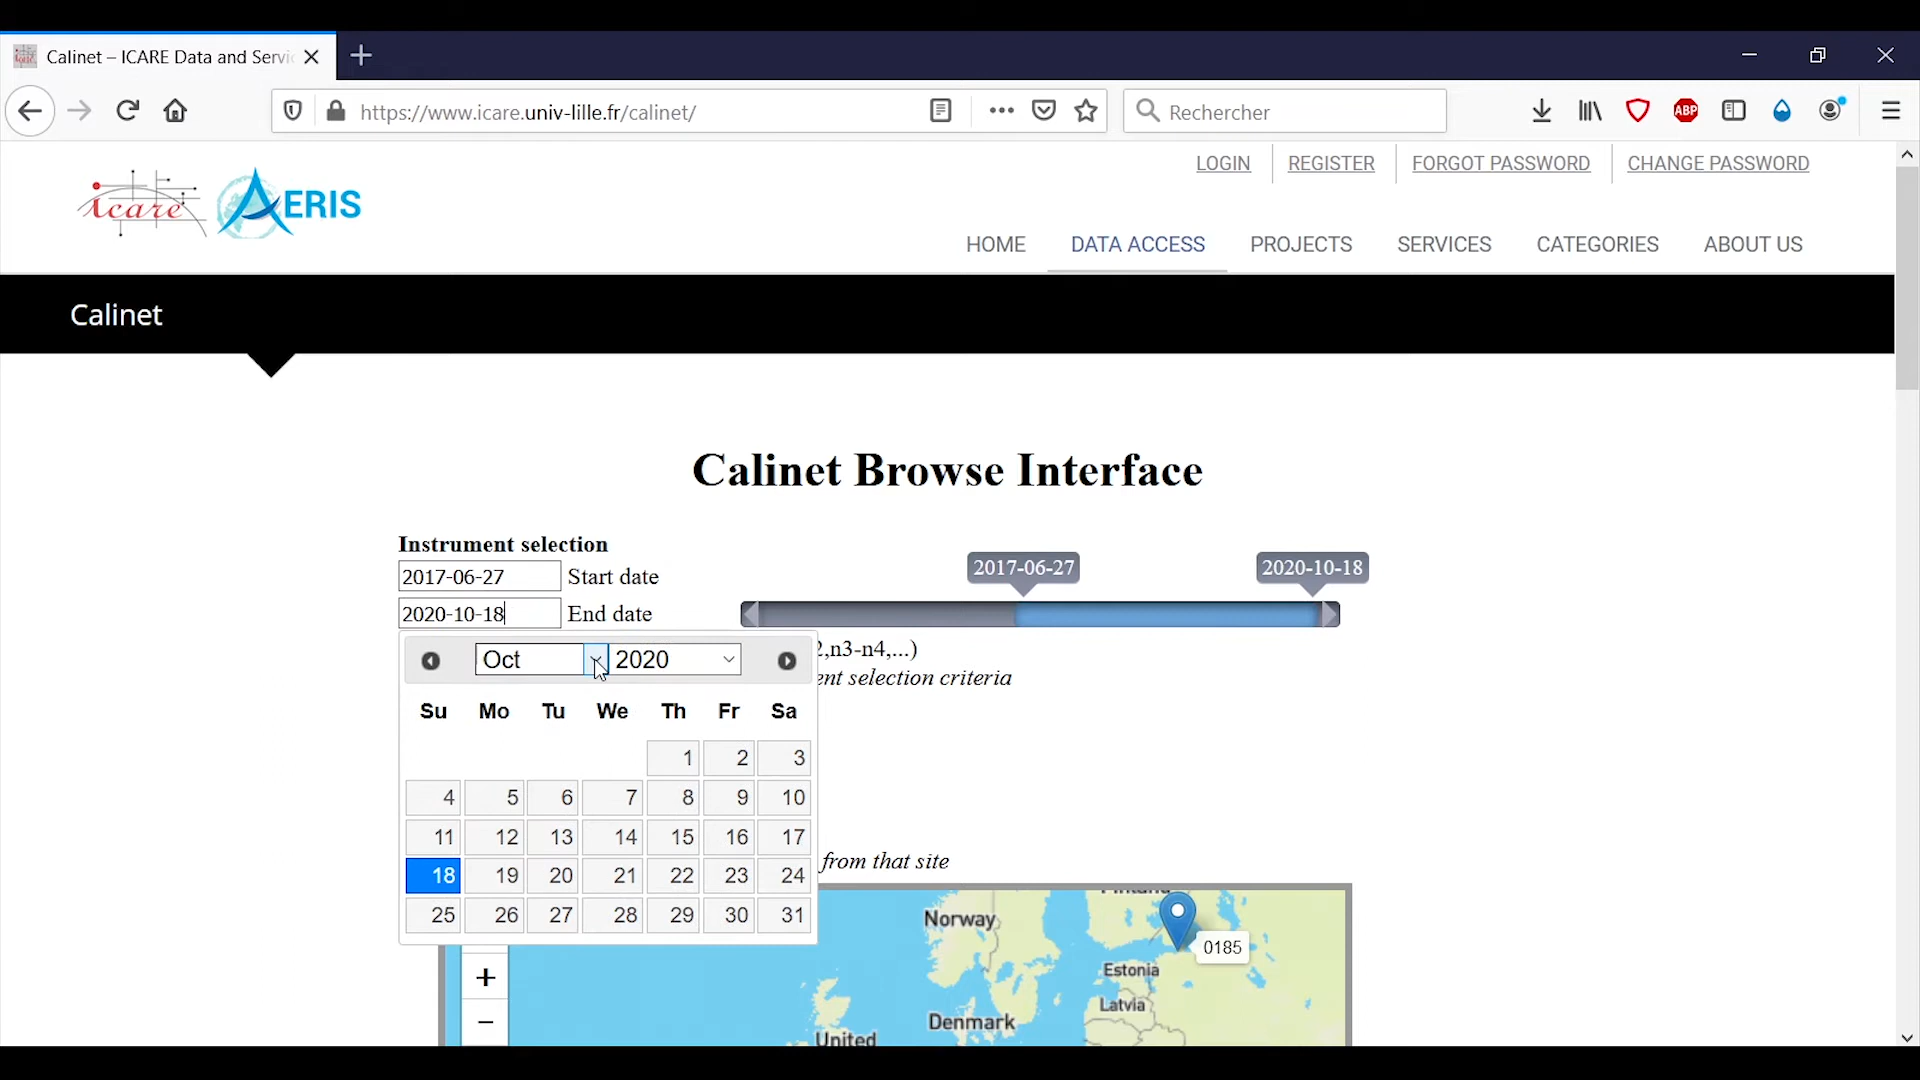 Calinet – ICARE Data and Servi
https://www.icare.univ-lille.fr/calinet/
Rechercher
ABP
LOGIN
REGISTER
FORGOT PASSWORD
CHANGE PASSWORD
icare
AERIS
HOME
DATA ACCESS
PROJECTS
SERVICES
CATEGORIES
ABOUT US
Calinet
Calinet Browse Interface
Instrument selection
2017-06-27 Start date
2017-06-27
2020-10-18
2020-10-18 End date
2,n3-n4,...)
ent selection criteria
Oct 2020
Su Mo Tu We Th Fr Sa
1 2 3
4 5 6 7 8 9 10
11 12 13 14 15 16 17
18 19 20 21 22 23 24
25 26 27 28 29 30 31
from that site
Norway
0185
Estonia
Latvia
Denmark
United
+
−